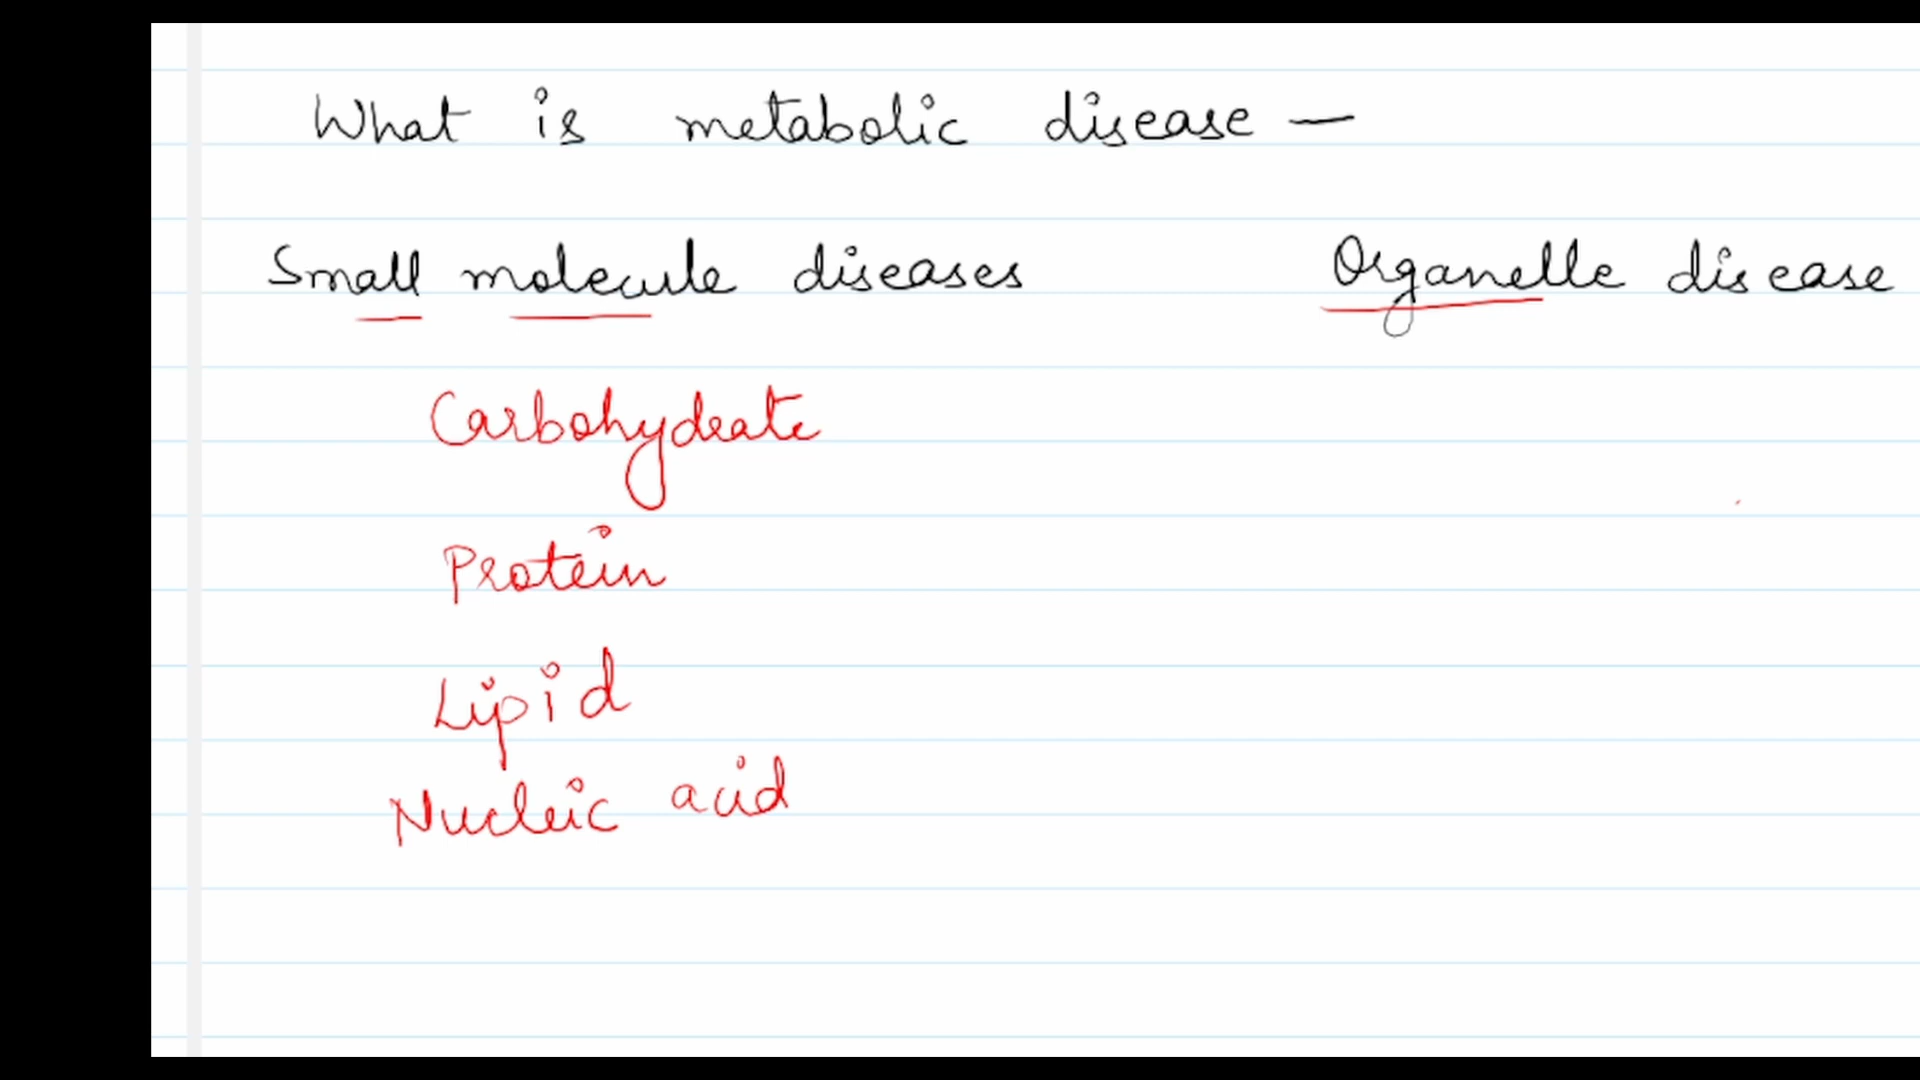 What is metabolic disease —
Small molecule diseases Organelle disease
Carbohydrate
Protein
Lipid
Nucleic acid